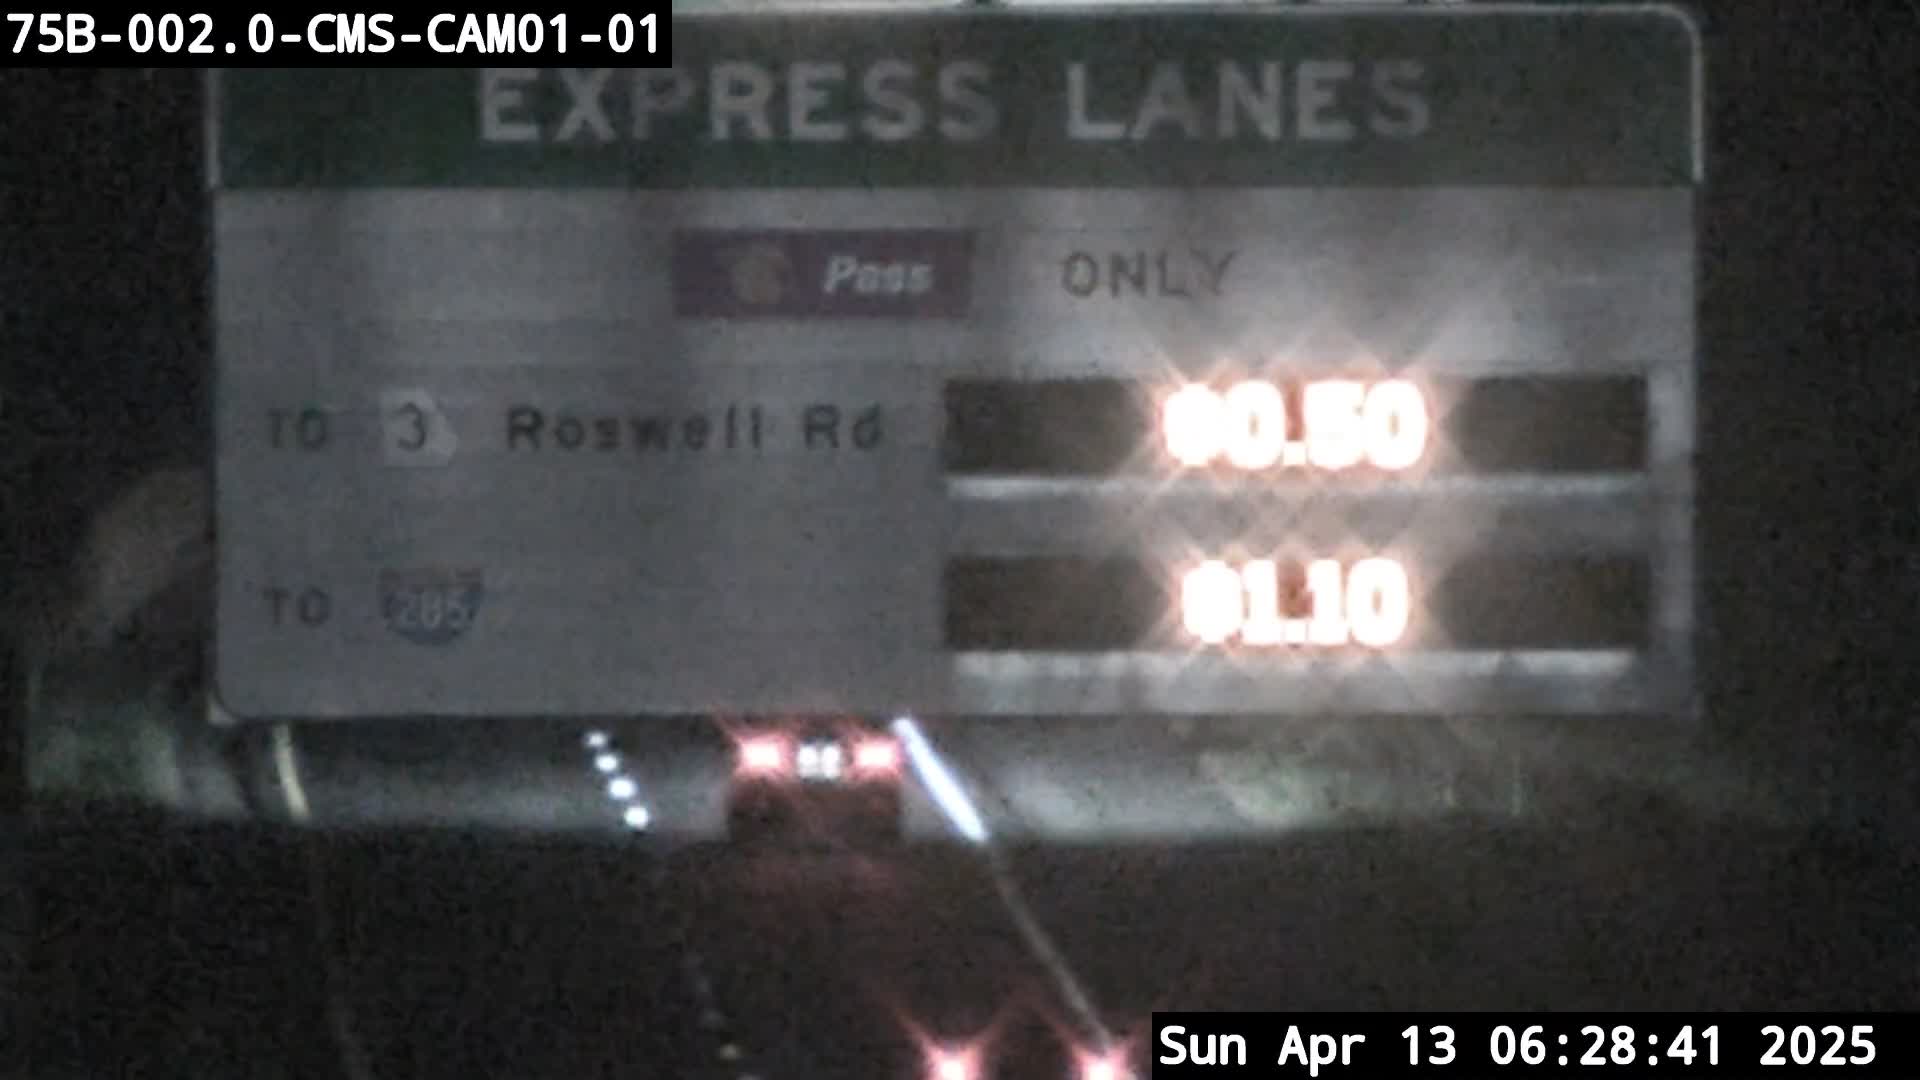 75B-002.0-CMS-CAM01-01
EXPRESS LANES
Pass ONLY
TO 3 Roswell Rd $0.50
TO 285 $1.10
Sun Apr 13 06:28:41 2025